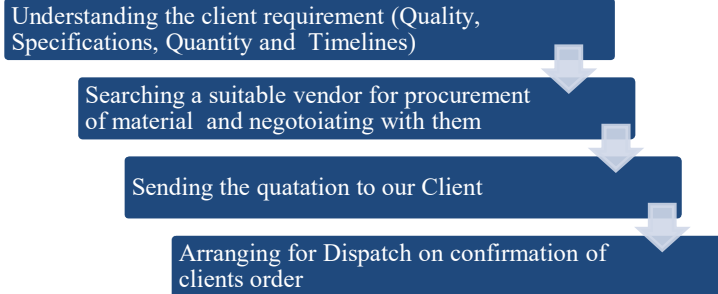 Understanding the client requirement (Quality,
Specifications, Quantity and  Timelines)
Searching a suitable vendor for procurement
of material  and negotoiating with them
Sending the quatation to our Client
Arranging for Dispatch on confirmation of
clients order